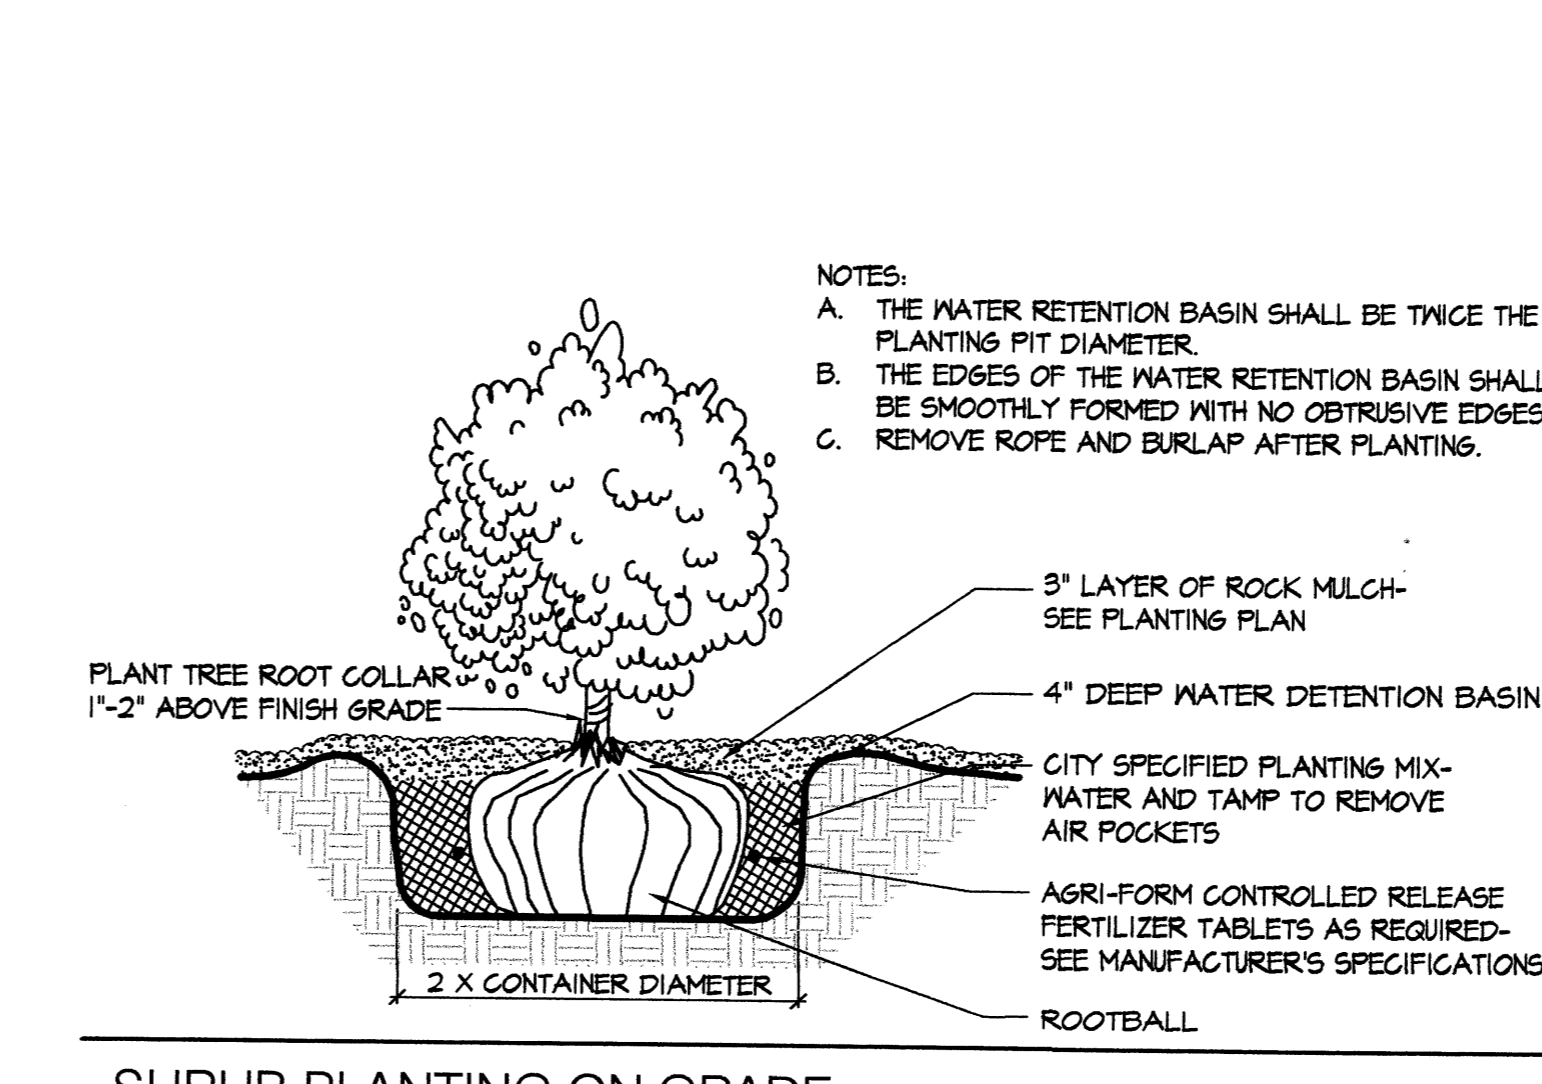 NOTES:
A. THE WATER RETENTION BASIN SHALL BE TWICE THE
PLANTING PIT DIAMETER.
B. THE EDGES OF THE WATER RETENTION BASIN SHALL
BE SMOOTHLY FORMED WITH NO OBTRUSIVE EDGES
C. REMOVE ROPE AND BURLAP AFTER PLANTING.
3" LAYER OF ROCK MULCH-
SEE PLANTING PLAN
PLANT TREE ROOT COLLAR
1"-2" ABOVE FINISH GRADE
4" DEEP WATER DETENTION BASIN
CITY SPECIFIED PLANTING MIX-
WATER AND TAMP TO REMOVE
AIR POCKETS
AGRI-FORM CONTROLLED RELEASE
FERTILIZER TABLETS AS REQUIRED-
SEE MANUFACTURER'S SPECIFICATIONS
2 X CONTAINER DIAMETER
ROOTBALL
SHRUB PLANTING ON GRADE